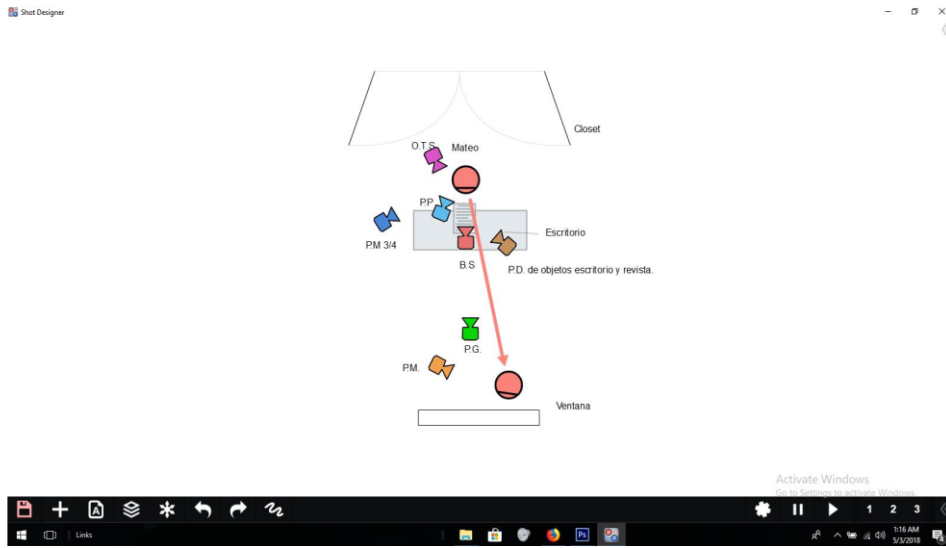 Shot Designer
Closet
O.T.S.
Mateo
P.P.
P.M 3/4
Escritorio
B.S
P.D. de objetos escritorio y revista.
P.G.
P.M.
Ventana
Activate Windows
Go to Settings to activate Windows.
A
1 2 3
Links
Ps
1:16 AM
5/3/2018